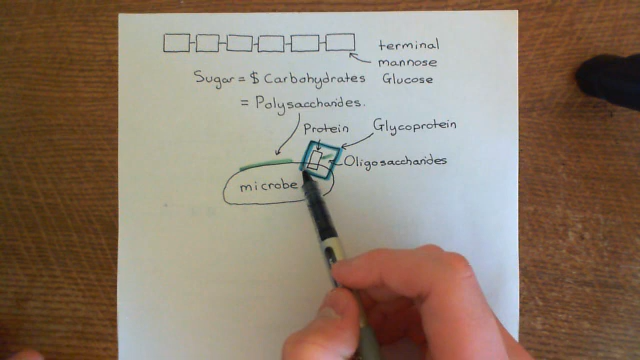 terminal
mannose
Sugar = $ Carbohydrates Glucose
= Polysaccharides.
Protein Glycoprotein
Oligosaccharides
microbe